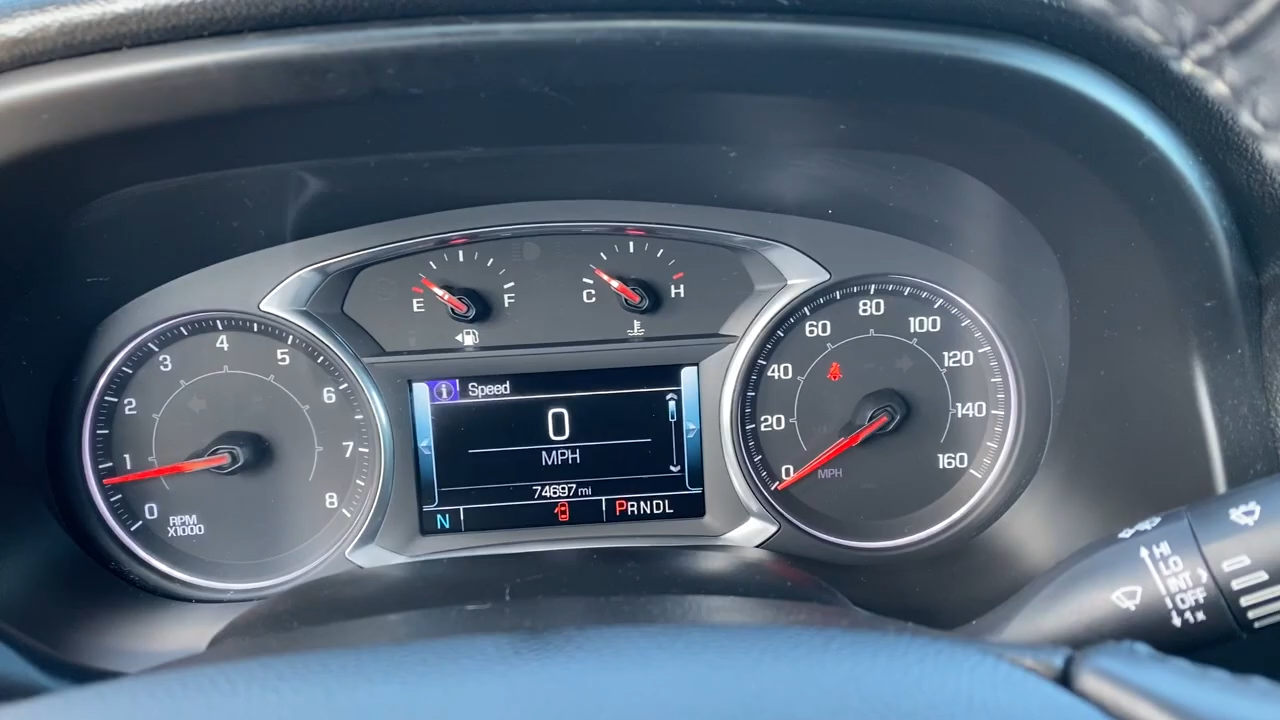 E F
C H
0 1 2 3 4 5 6 7 8
RPM
X1000
i Speed
0
MPH
74697 mi
N
PRNDL
0 20 40 60 80 100 120 140 160
MPH
HI
LO
INT
OFF
1x